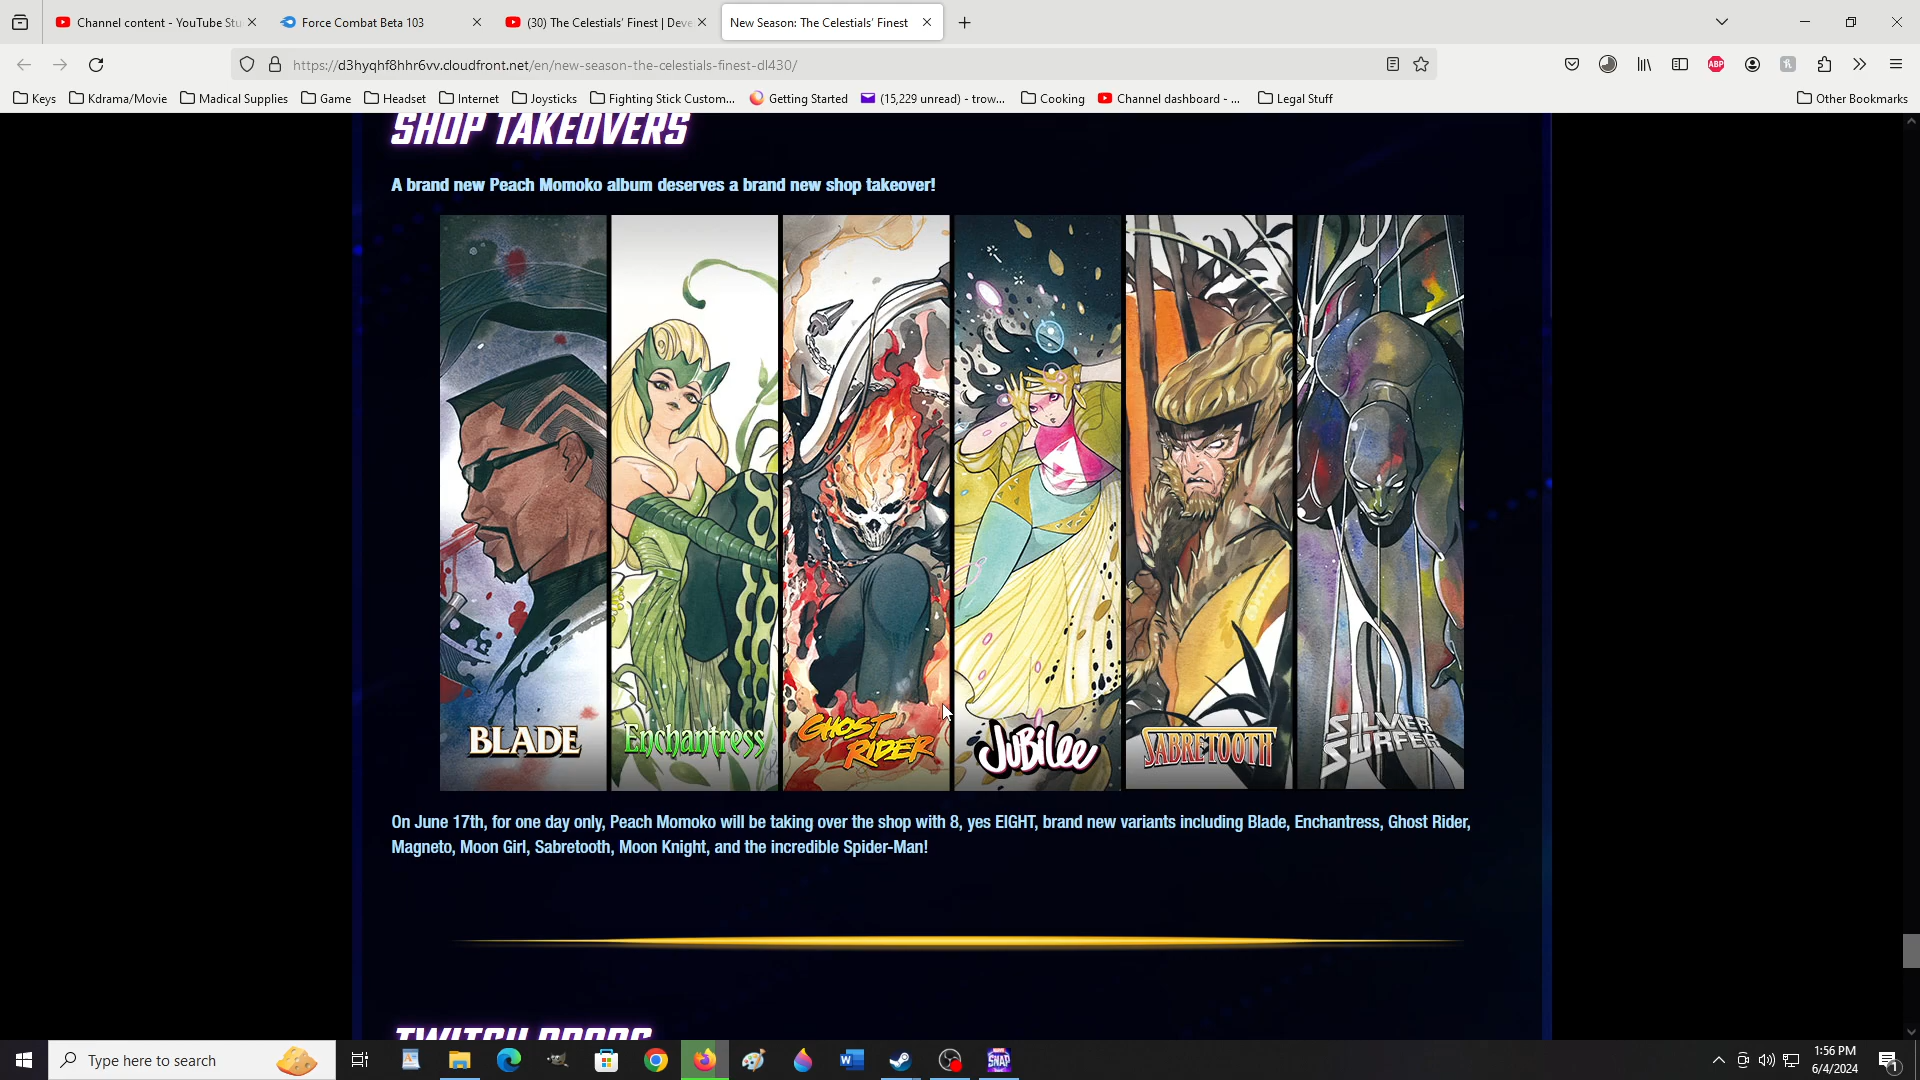 Channel content - YouTube Stu
Force Combat Beta 103
(30) The Celestials' Finest | Deve
New Season: The Celestials' Finest
https://d3hyqhf8hhr6vv.cloudfront.net/en/new-season-the-celestials-finest-dl430/
ABP
Keys
Kdrama/Movie
Madical Supplies
Game
Headset
Internet
Joysticks
Fighting Stick Custom...
Getting Started
(15,229 unread) - trow...
Cooking
Channel dashboard - ...
Legal Stuff
Other Bookmarks
SHOP TAKEOVERS
A brand new Peach Momoko album deserves a brand new shop takeover!
BLADE
Enchantress
GHOST
RIDER
JUBILEE
SABRETOOTH
SILVER
SURFER
On June 17th, for one day only, Peach Momoko will be taking over the shop with 8, yes EIGHT, brand new variants including Blade, Enchantress, Ghost Rider,
Magneto, Moon Girl, Sabretooth, Moon Knight, and the incredible Spider-Man!
TWITCH DROPS
Type here to search
SNAP
1:56 PM
6/4/2024
1